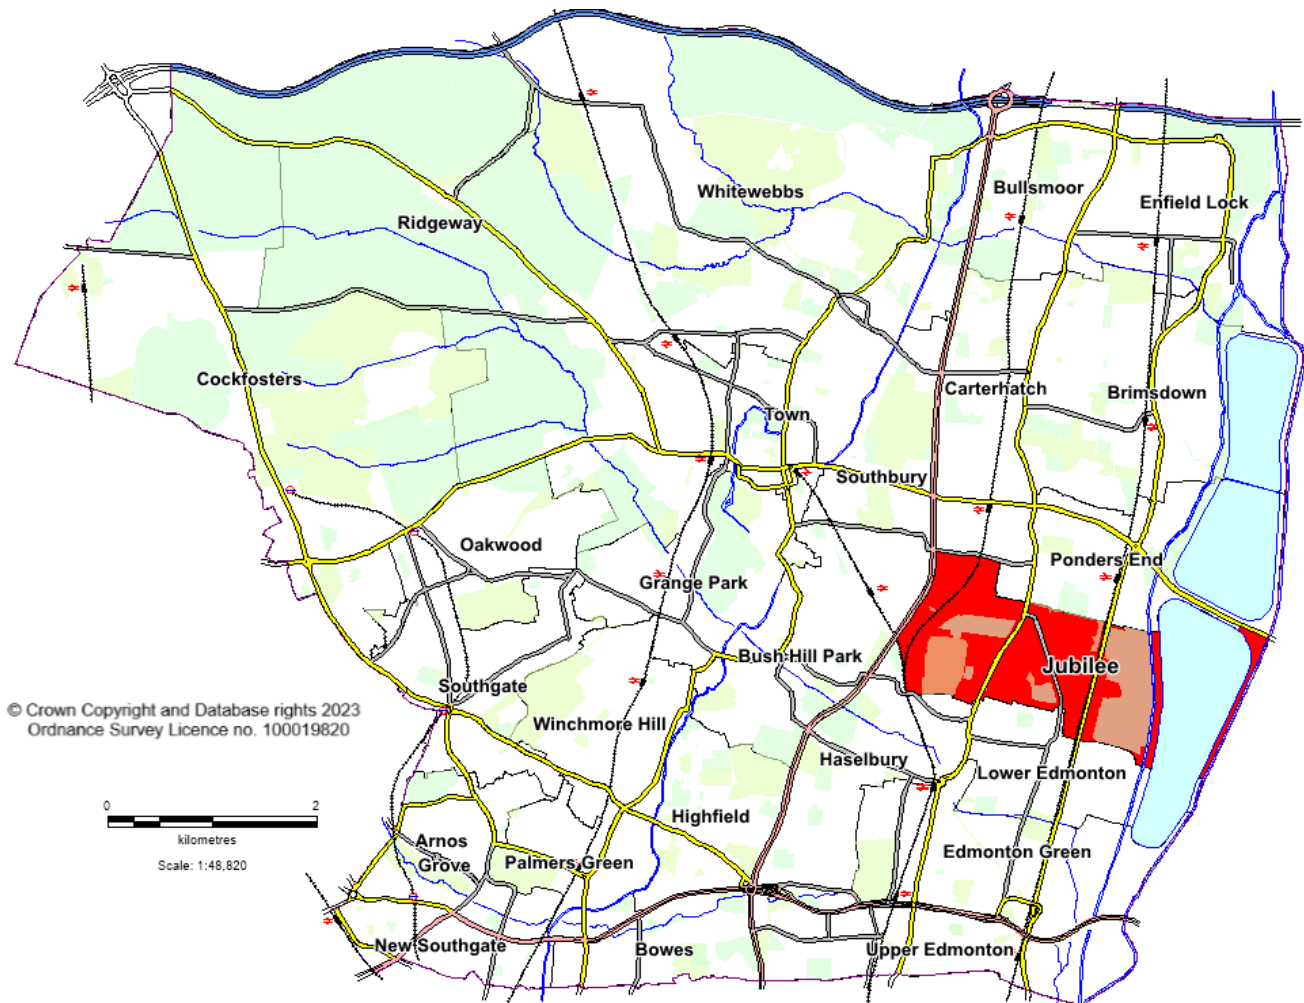 Bullsmoor
Whitewebbs
Enfield Lock
Ridgeway
Cockfosters
Carterhatch
Brimsdown
Town
Southbury
Oakwood
Ponders End
Grange Park
Bush Hill Park
Jubilee
Southgate
© Crown Copyright and Database rights 2023
Ordnance Survey Licence no. 100019820
Winchmore Hill
Haselbury
Lower Edmonton
0 2
kilometres
Scale: 1:48,820
Highfield
Arnos
Grove
Palmers Green
Edmonton Green
New Southgate
Bowes
Upper Edmonton